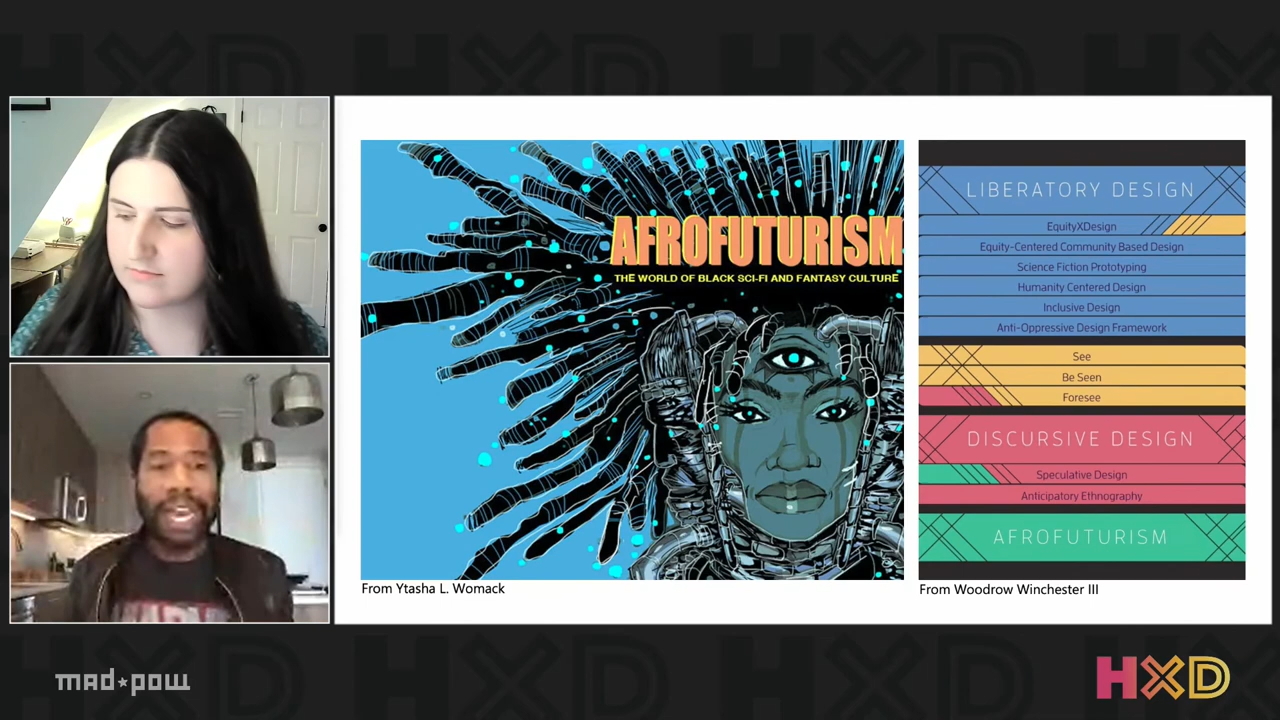 AFROFUTURISM
THE WORLD OF BLACK SCI-FI AND FANTASY CULTURE
From Ytasha L. Womack
LIBERATORY DESIGN
EquityXDesign
Equity-Centered Community Based Design
Science Fiction Prototyping
Humanity Centered Design
Inclusive Design
Anti-Oppressive Design Framework
See
Be Seen
Foresee
DISCURSIVE DESIGN
Speculative Design
Anticipatory Ethnography
AFROFUTURISM
From Woodrow Winchester III
mad★pow
HXD